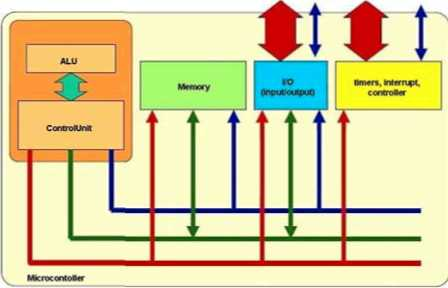 ALU
ControlUnit
Memory
I/O
(input/output)
timers, interrupt,
controller
Microcontoller